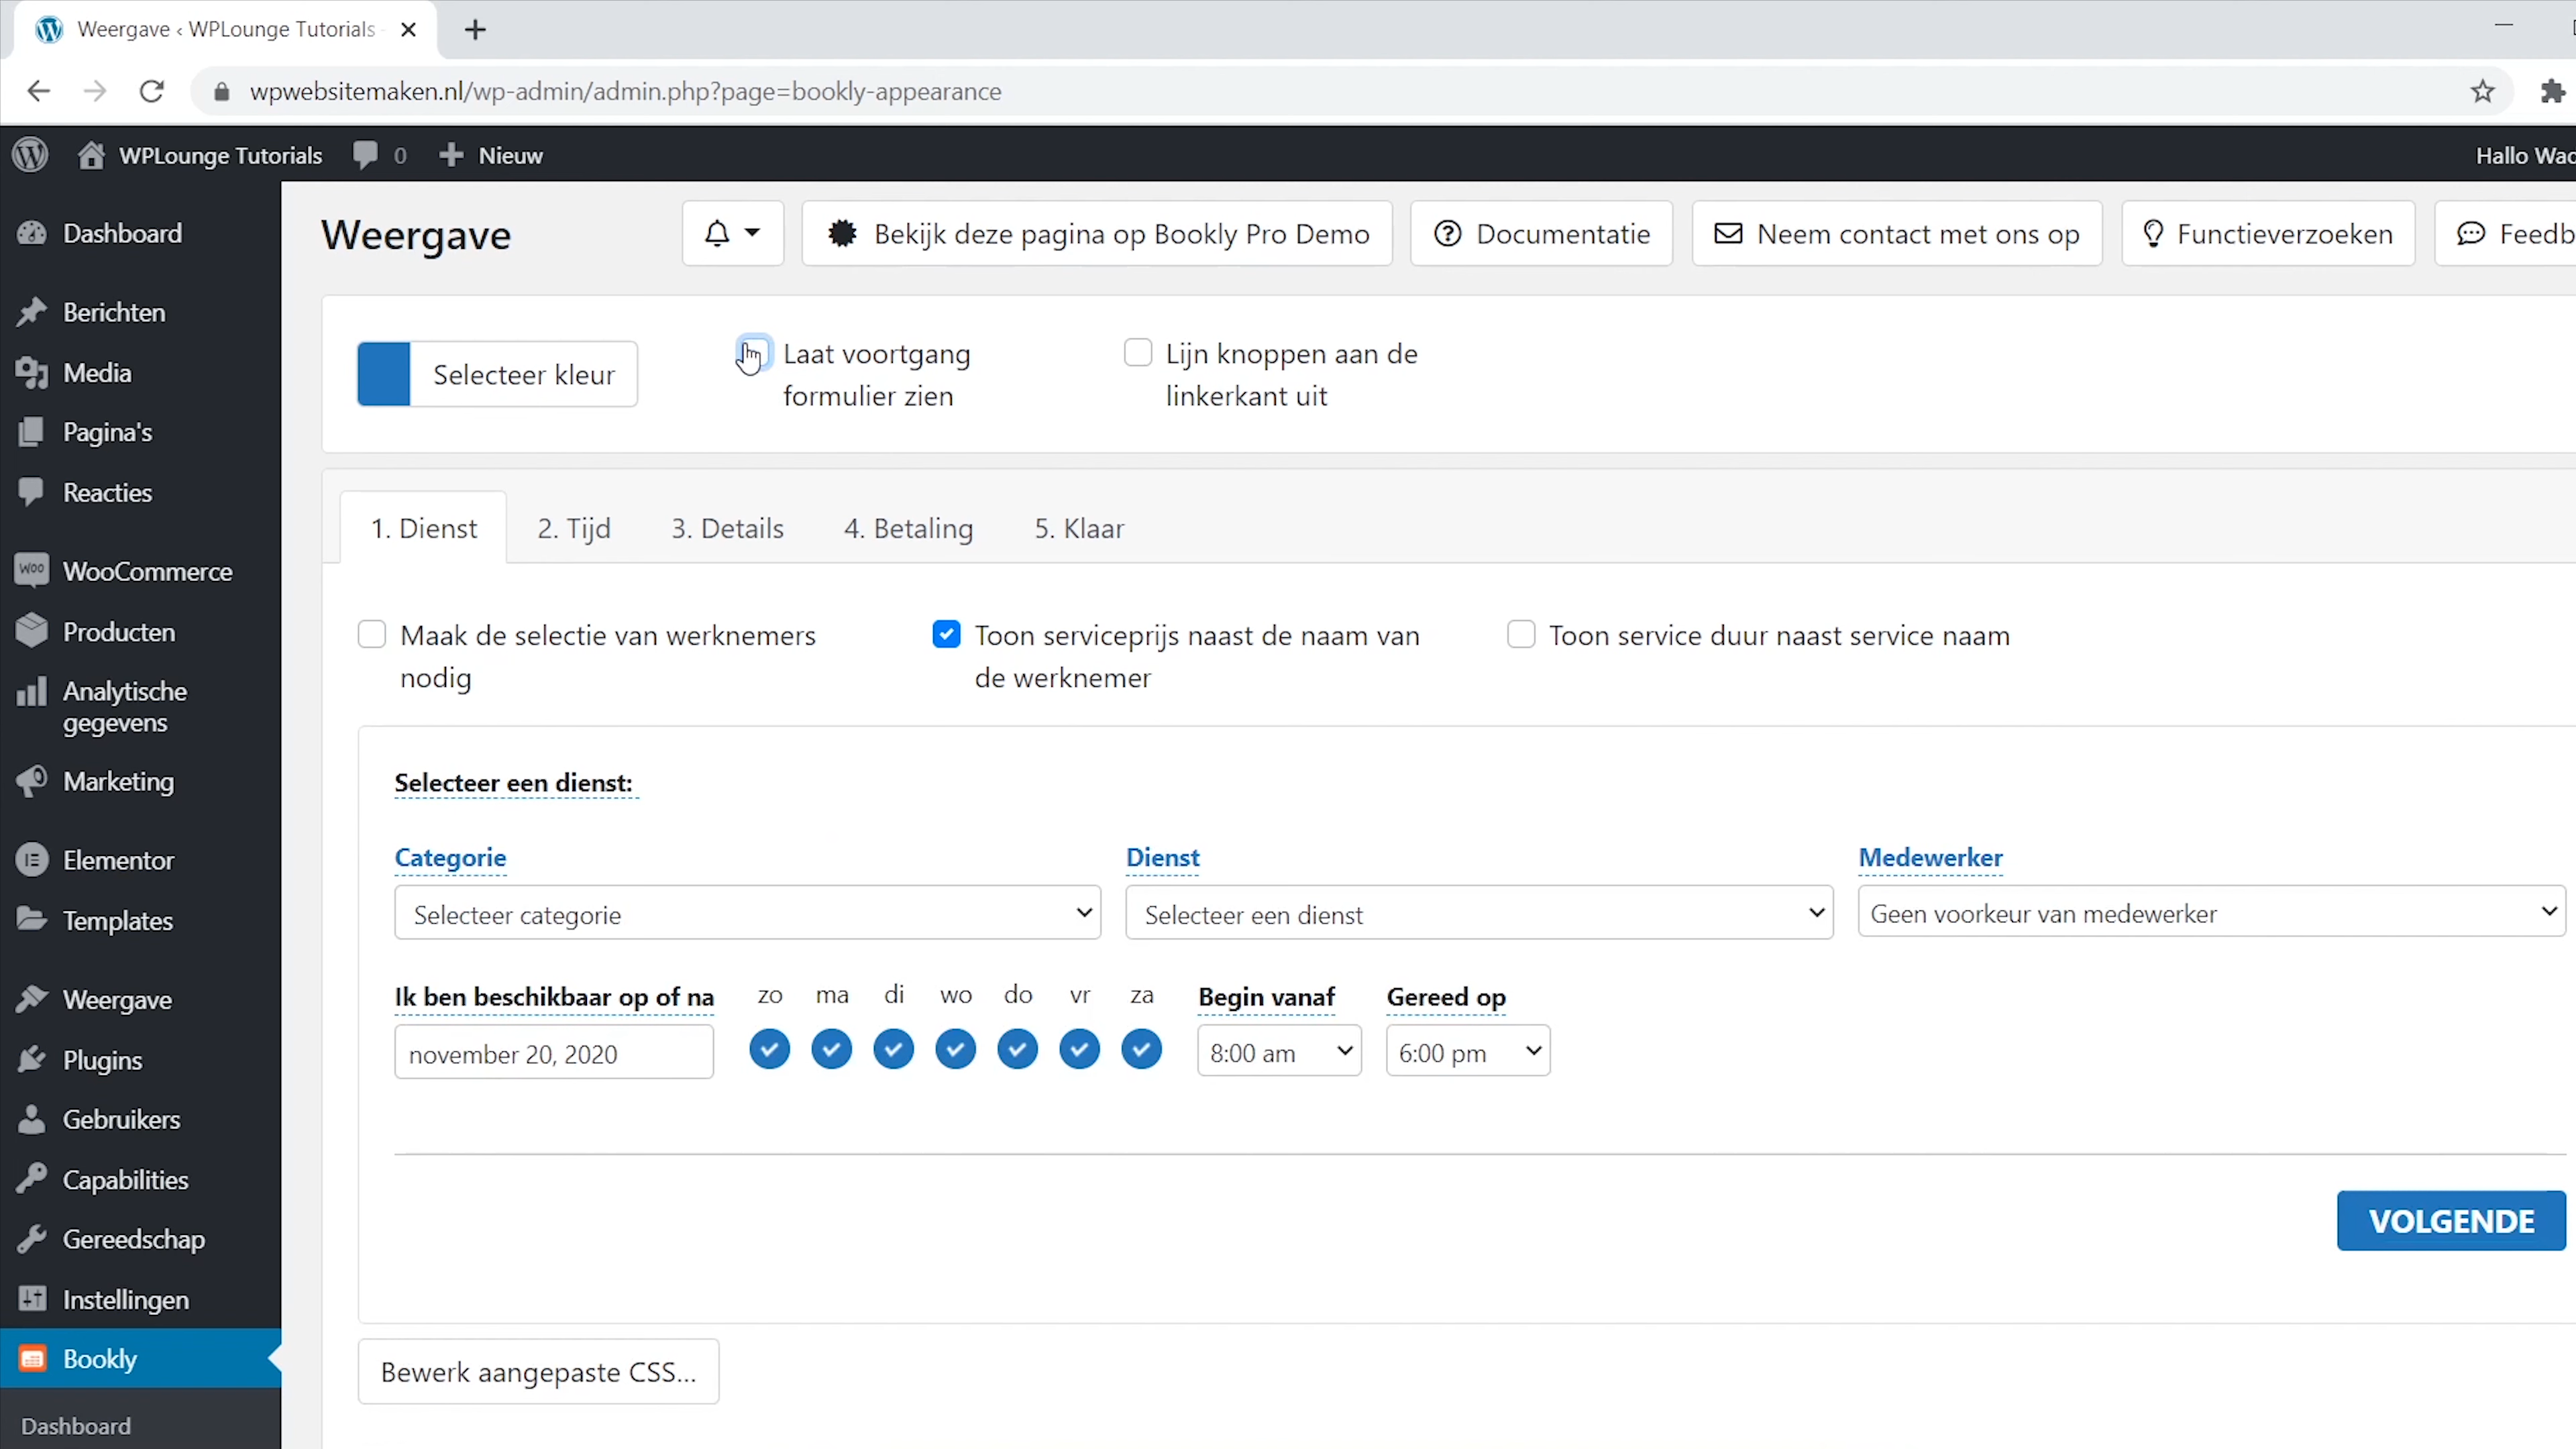 Weergave ‹ WPLounge Tutorials
wpwebsitemaken.nl/wp-admin/admin.php?page=bookly-appearance
WPLounge Tutorials 0 Nieuw
Hallo
Dashboard
Berichten
Media
Pagina's
Reacties
WOO
WooCommerce
Producten
Analytische
gegevens
Marketing
Elementor
Templates
Weergave
Plugins
Gebruikers
Capabilities
Gereedschap
Instellingen
Bookly
Dashboard
Weergave
Bekijk deze pagina op Bookly Pro Demo
Documentatie
Neem contact met ons op
Functieverzoeken
Feedb
Selecteer kleur
Laat voortgang
formulier zien
Lijn knoppen aan de
linkerkant uit
1. Dienst 2. Tijd 3. Details 4. Betaling 5. Klaar
Maak de selectie van werknemers
nodig
Toon serviceprijs naast de naam van
de werknemer
Toon service duur naast service naam
Selecteer een dienst:
Categorie
Selecteer categorie
Dienst
Selecteer een dienst
Medewerker
Geen voorkeur van medewerker
Ik ben beschikbaar op of na
november 20, 2020
zo ma di wo do vr za
Begin vanaf
8:00 am
Gereed op
6:00 pm
VOLGENDE
Bewerk aangepaste CSS...